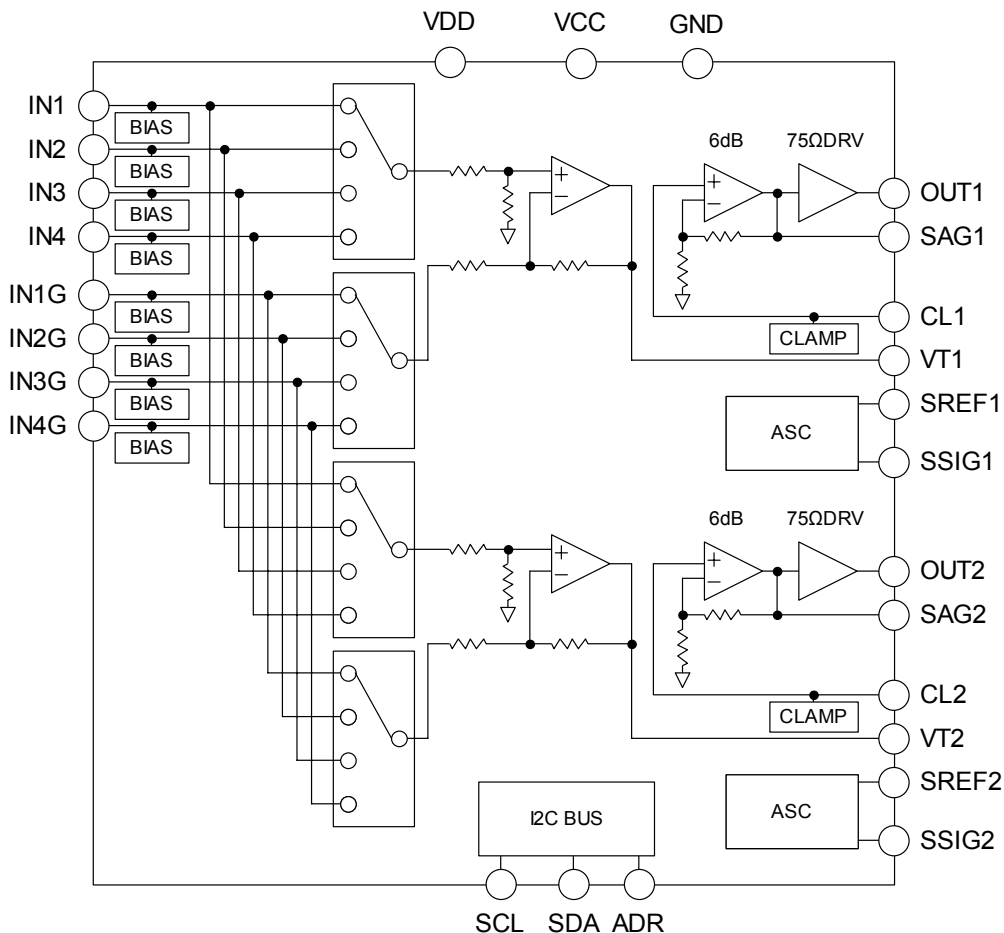 VDD VCC GND
IN1
BIAS
IN2
BIAS
IN3
BIAS
IN4
BIAS
IN1G
BIAS
IN2G
BIAS
IN3G
BIAS
IN4G
BIAS
+
−
6dB 75ΩDRV
+
−
OUT1
SAG1
CL1
CLAMP
VT1
SREF1
ASC
SSIG1
+
−
6dB 75ΩDRV
+
−
OUT2
SAG2
CL2
CLAMP
VT2
SREF2
ASC
SSIG2
I2C BUS
SCL SDA ADR